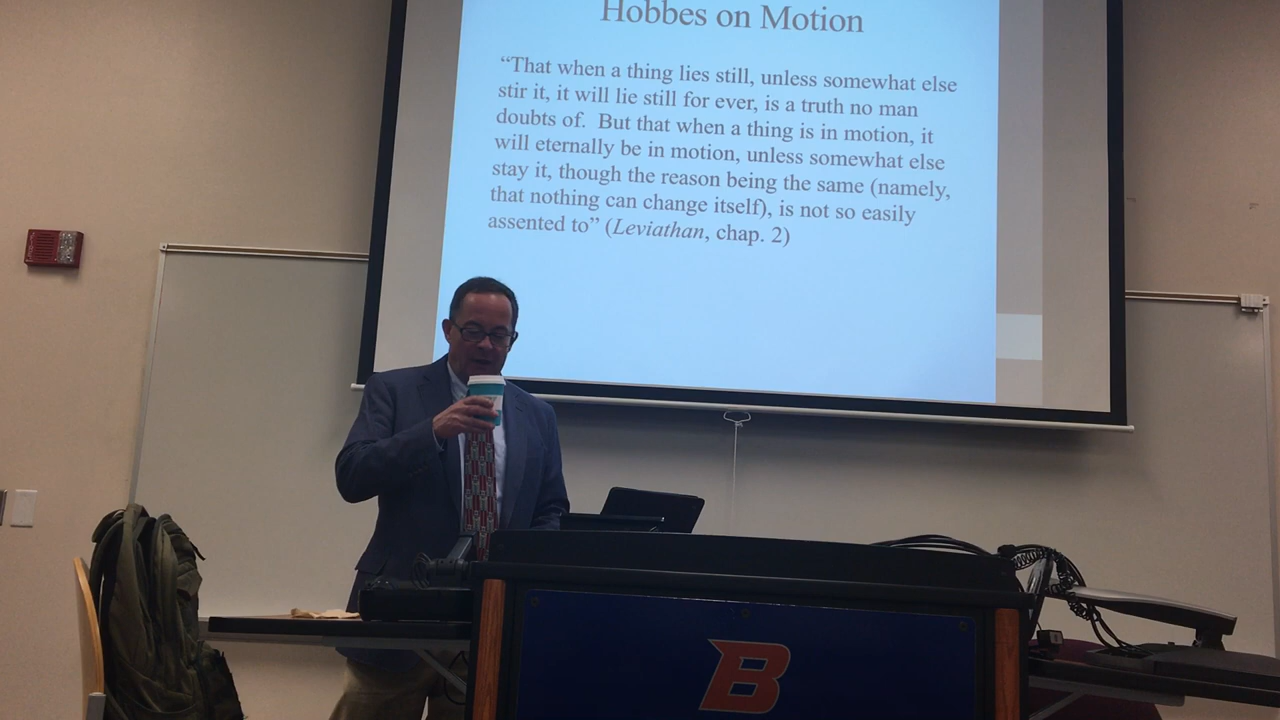 Hobbes on Motion
“That when a thing lies still, unless somewhat else
stir it, it will lie still for ever, is a truth no man
doubts of.  But that when a thing is in motion, it
will eternally be in motion, unless somewhat else
stay it, though the reason being the same (namely,
that nothing can change itself), is not so easily
assented to” (Leviathan, chap. 2)
B